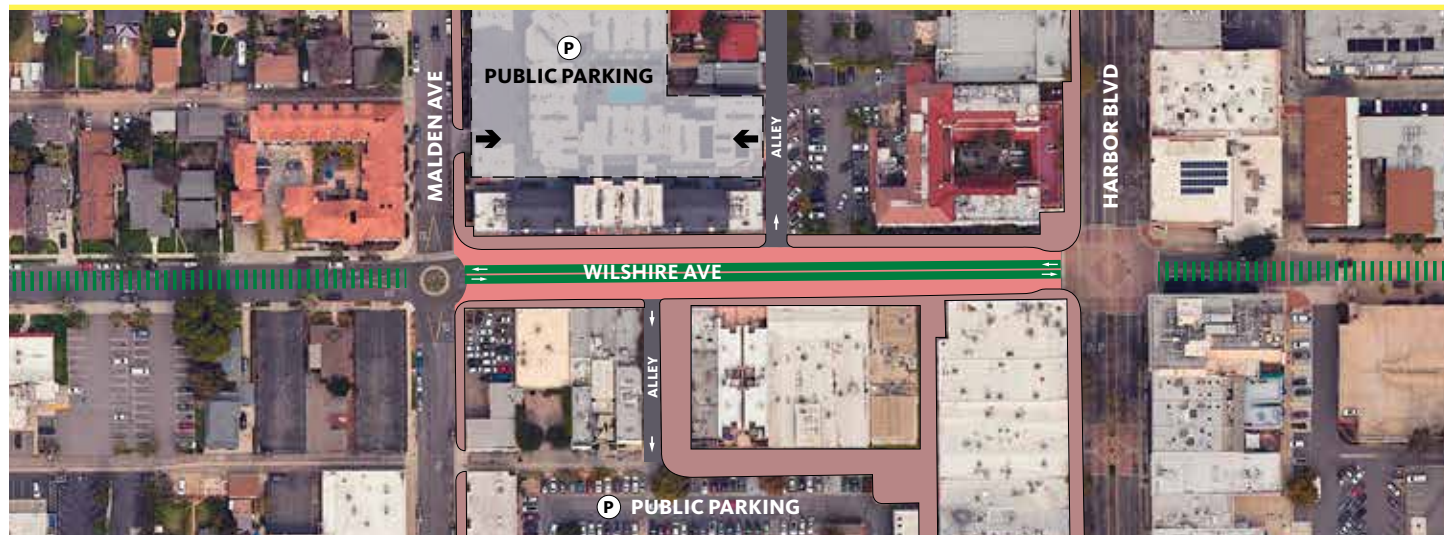 P
PUBLIC PARKING
MALDEN AVE
ALLEY
HARBOR BLVD
WILSHIRE AVE
ALLEY
P PUBLIC PARKING